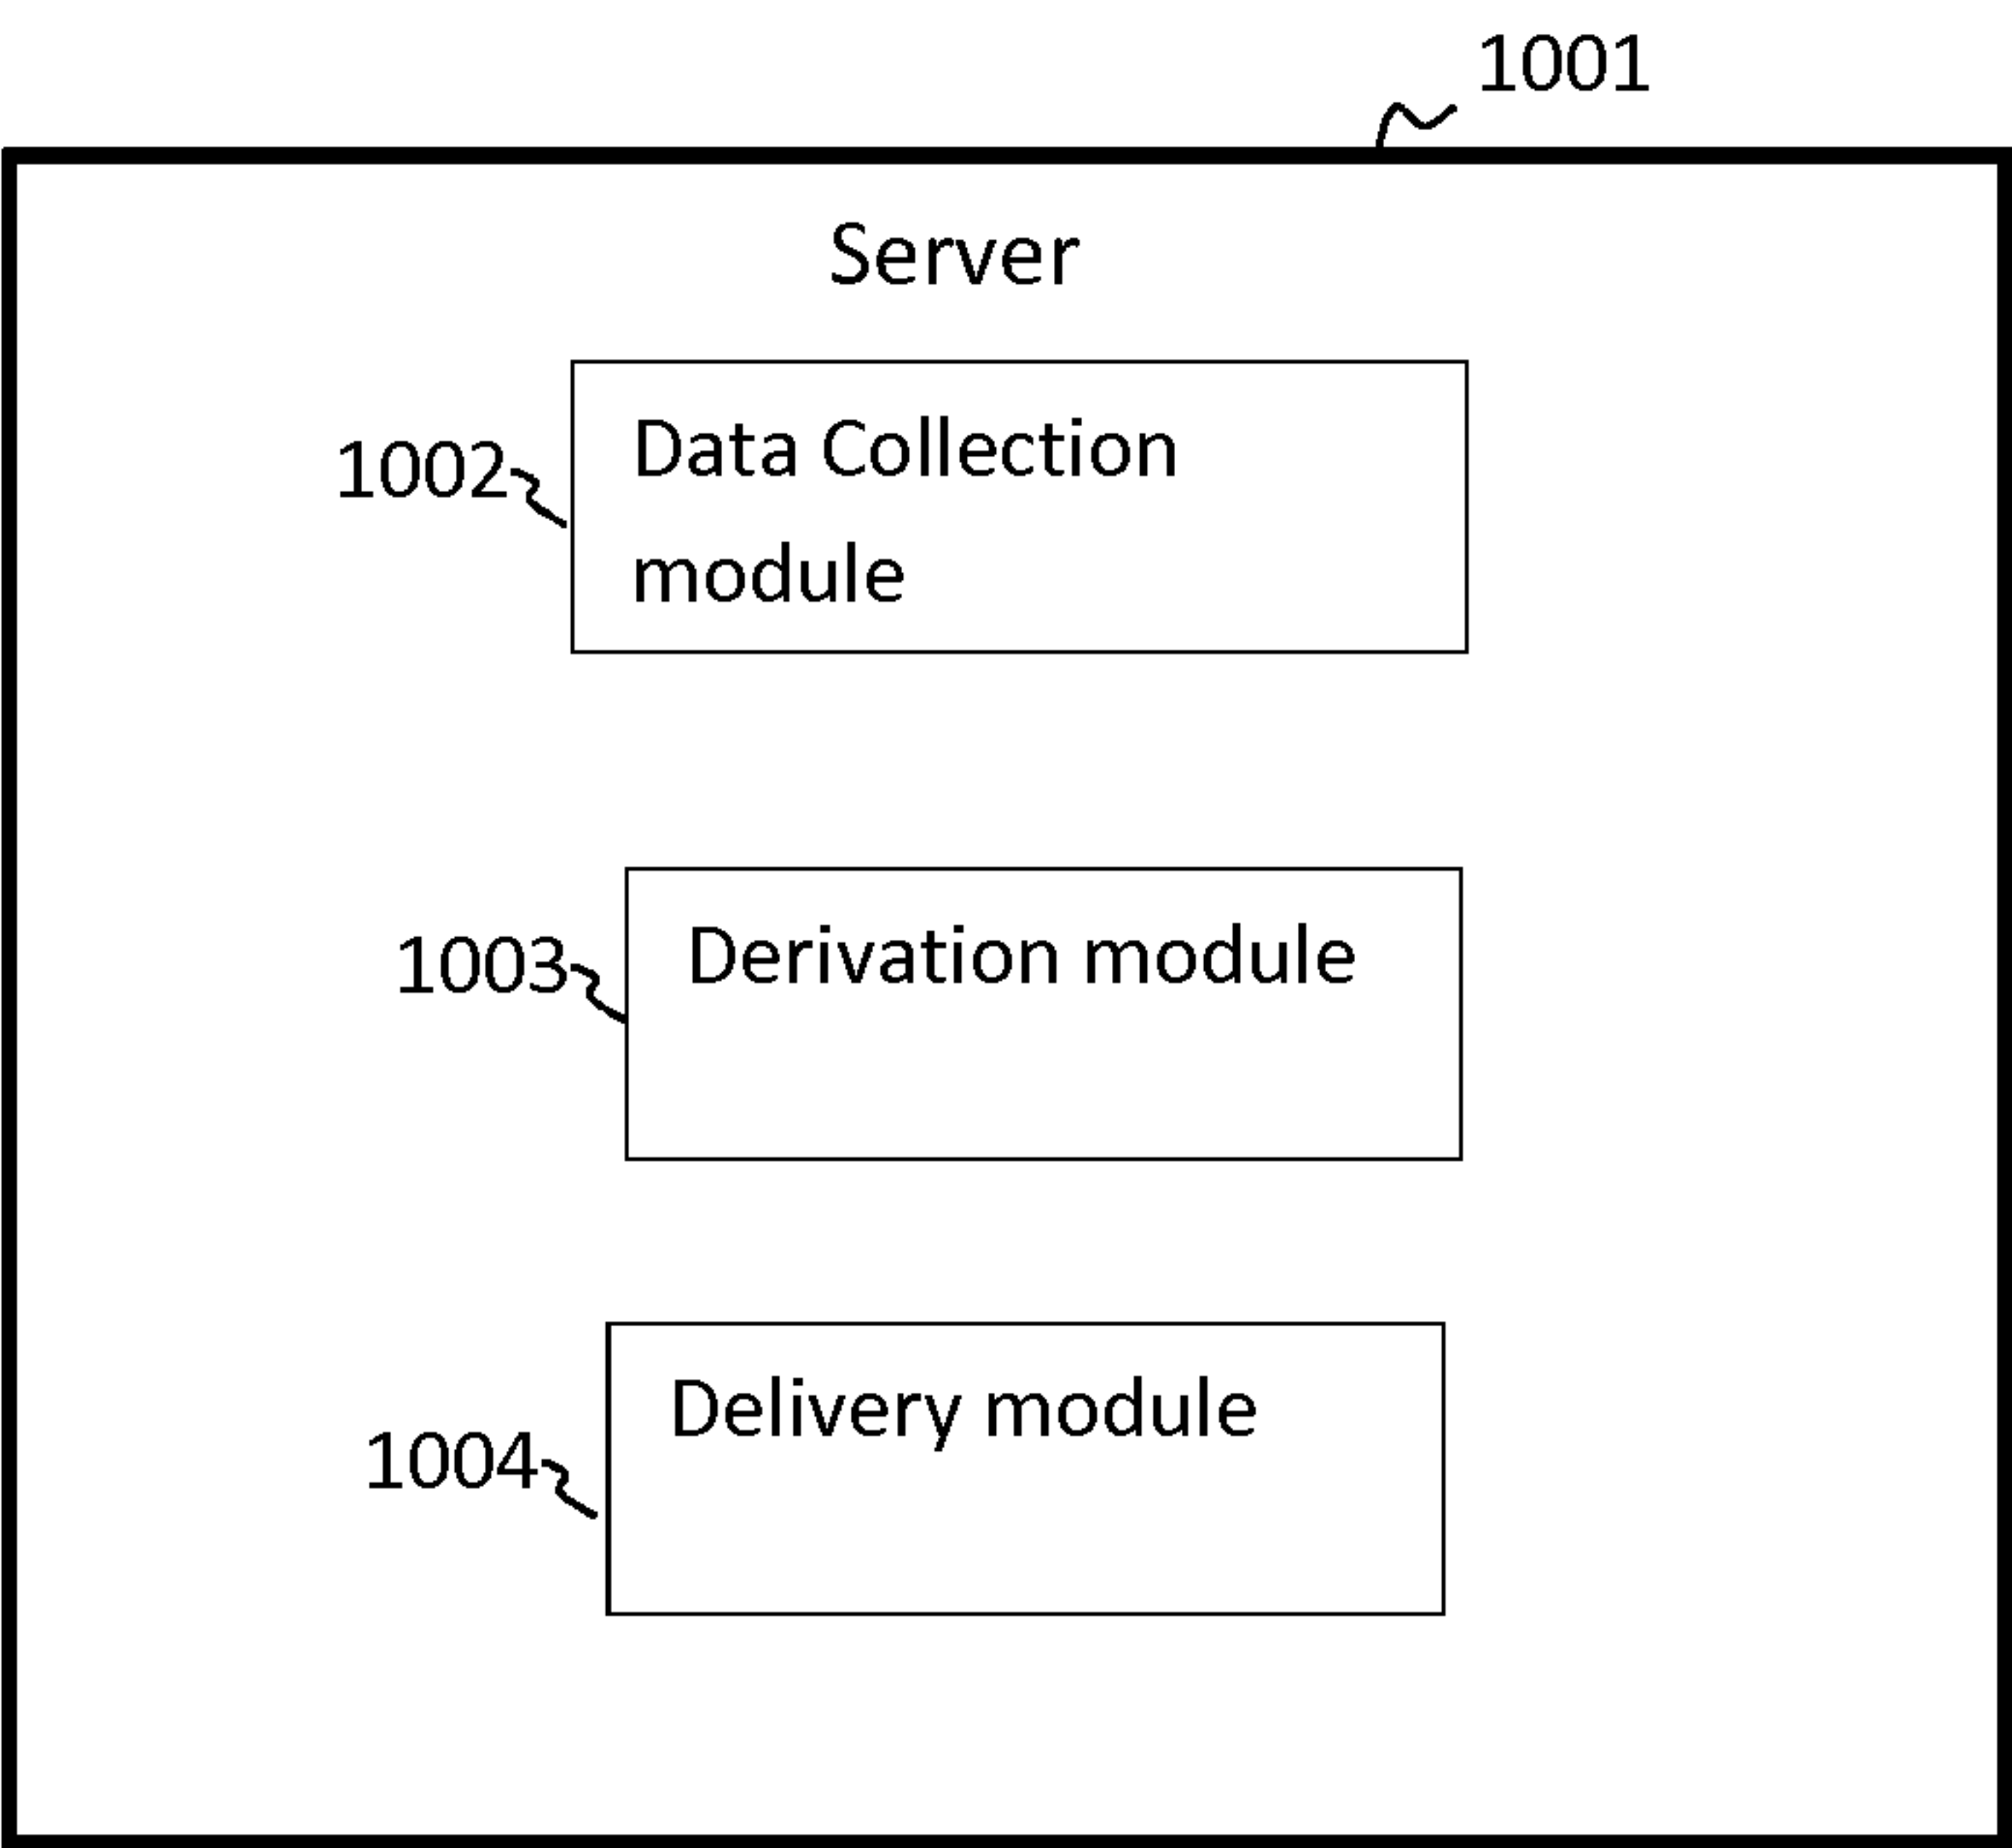 1001
Server
1002
Data Collection
module
1003
Derivation module
1004
Delivery module